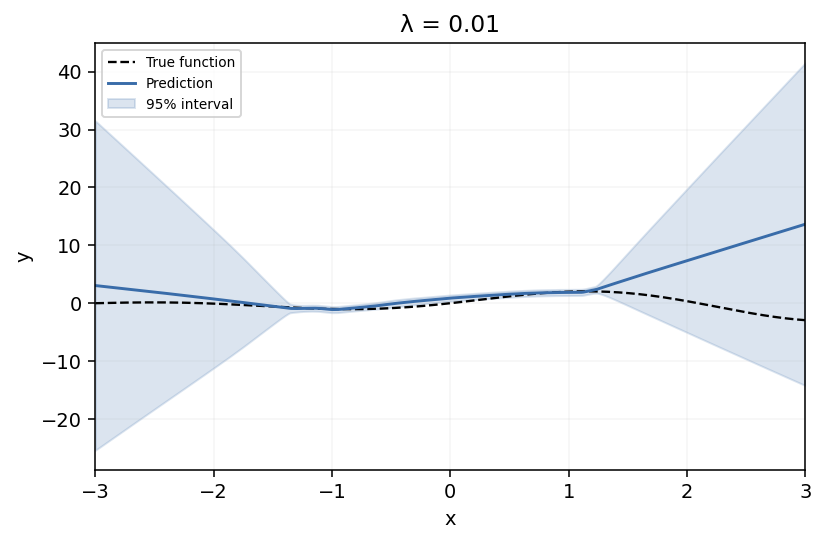 λ = 0.01
True function
Prediction
95% interval
y
40
30
20
10
0
−10
−20
−3
−2
−1
0
1
2
3
x